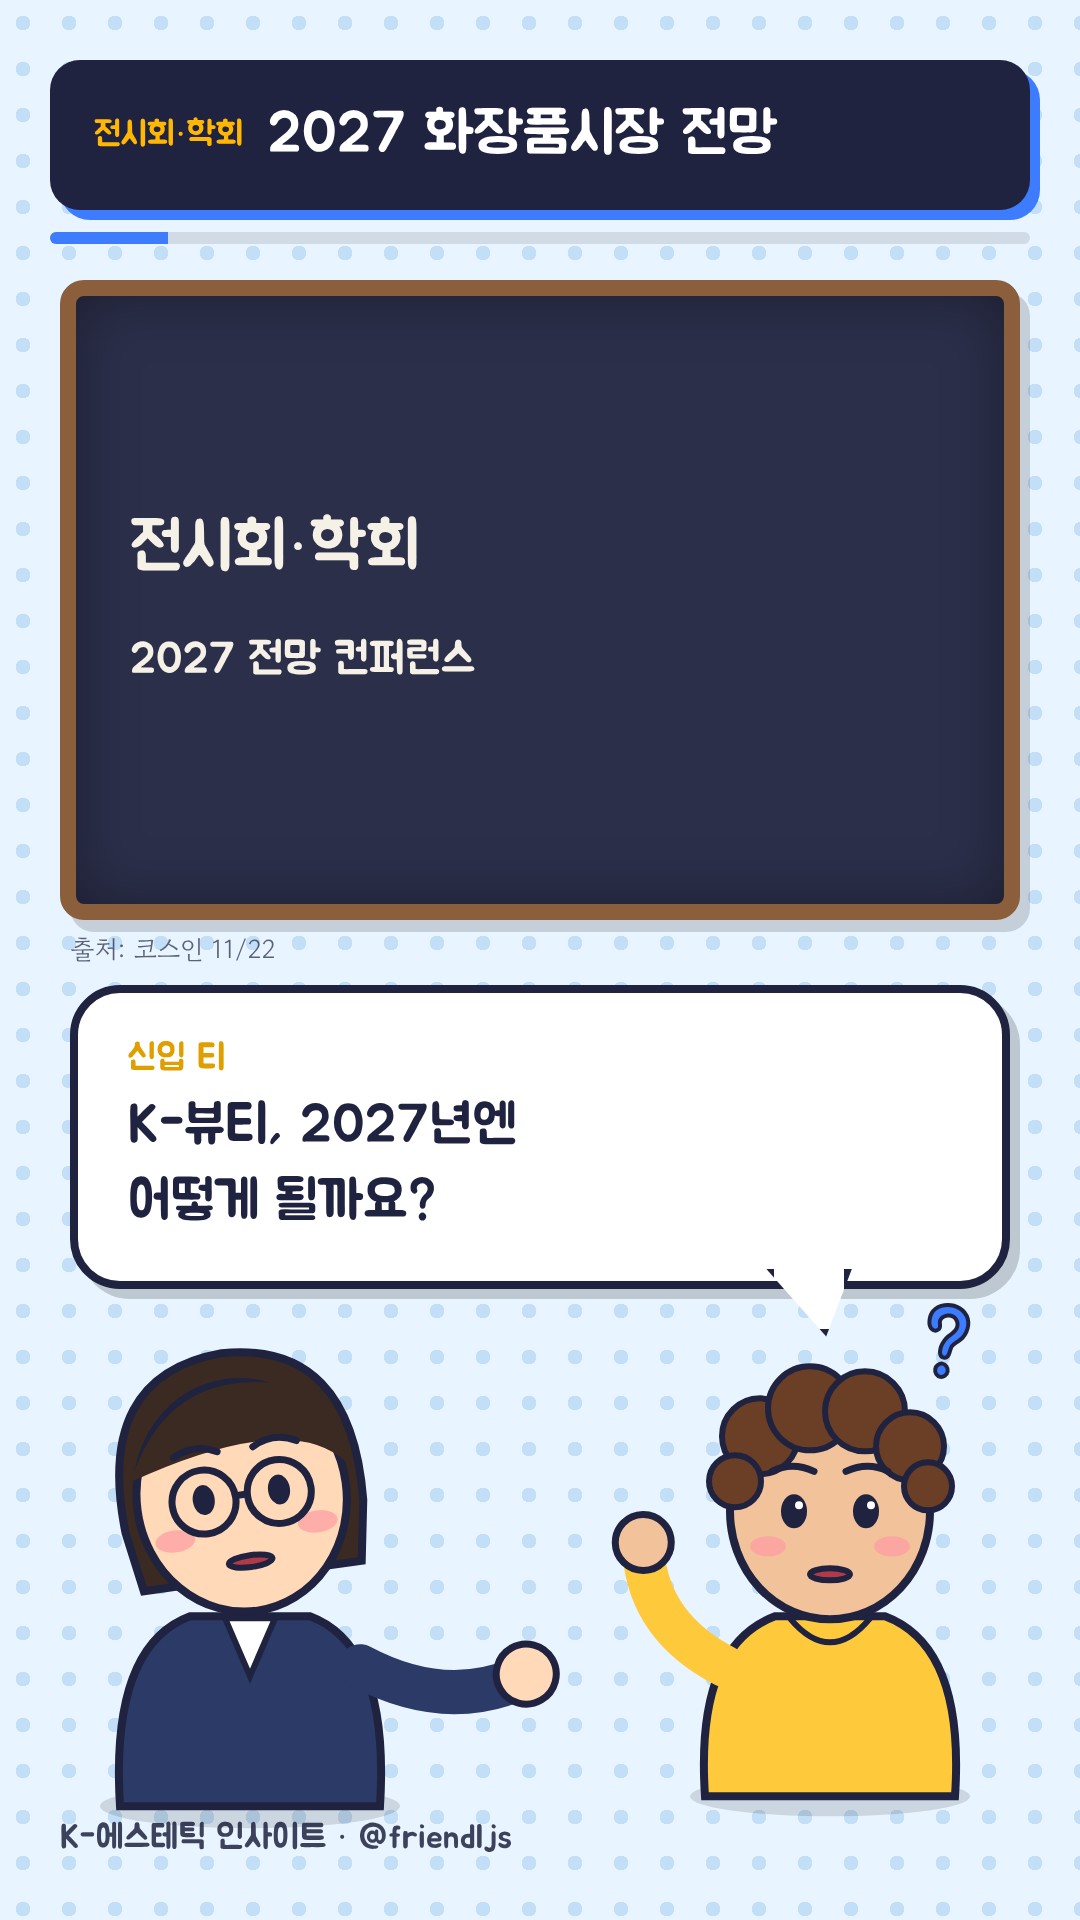 전시회·학회 2027 화장품시장 전망
전시회·학회
2027 전망 컨퍼런스
출처: 코스인 11/22
신입 티
K-뷰티, 2027년엔
어떻게 될까요?
?
K-에스테틱 인사이트 · @friendljs